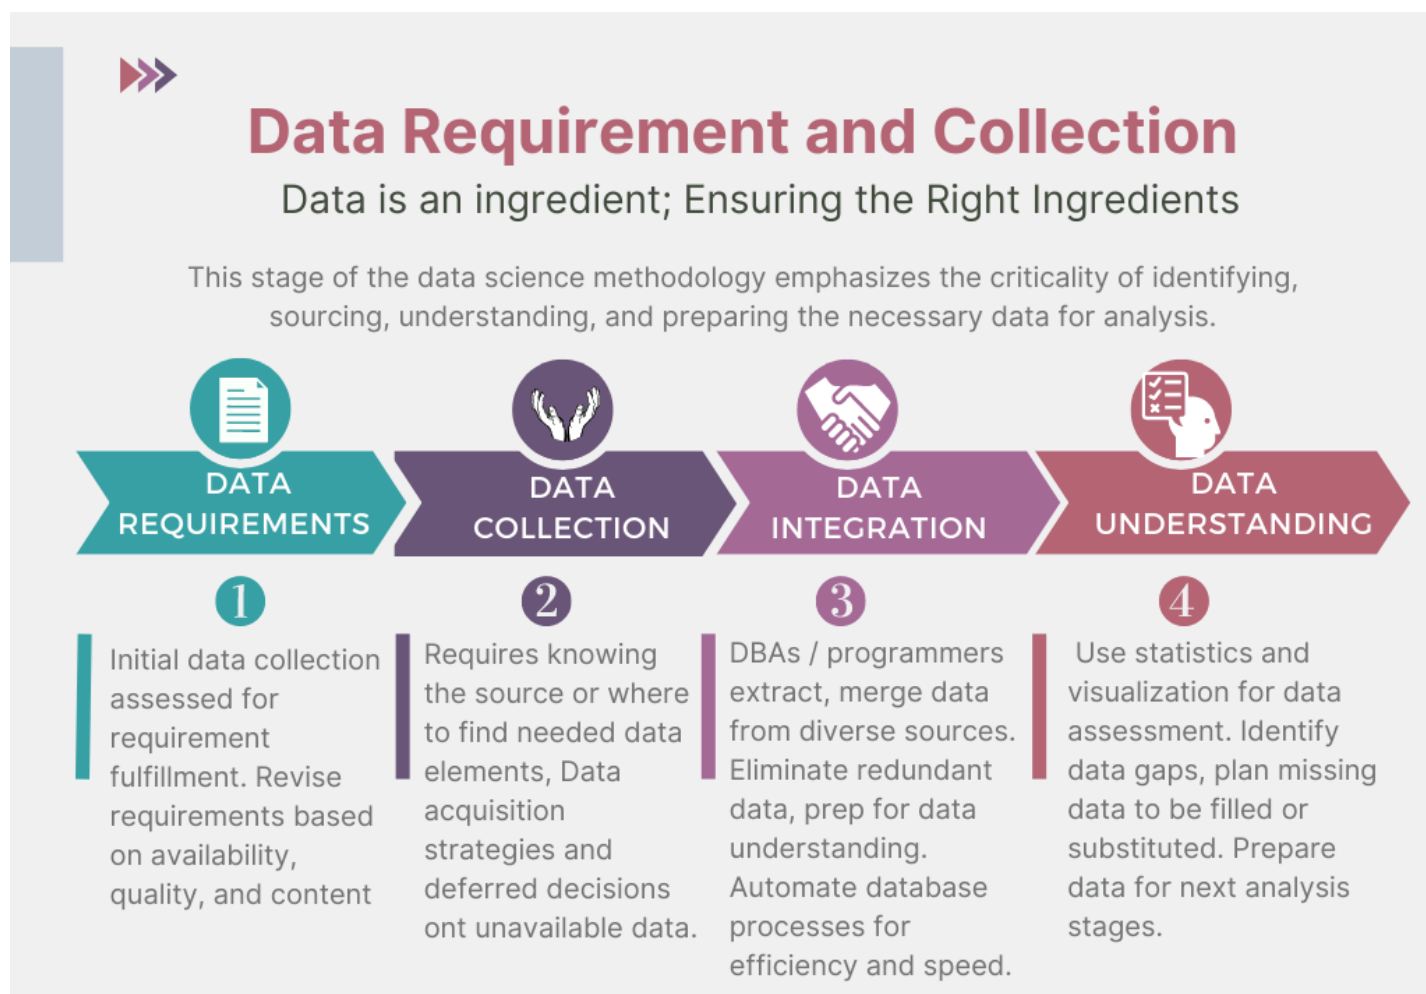 Data Requirement and Collection
Data is an ingredient; Ensuring the Right Ingredients
This stage of the data science methodology emphasizes the criticality of identifying,
sourcing, understanding, and preparing the necessary data for analysis.
DATA
REQUIREMENTS
1
Initial data collection
assessed for
requirement
fulfillment. Revise
requirements based
on availability,
quality, and content
DATA
COLLECTION
2
Requires knowing
the source or where
to find needed data
elements, Data
acquisition
strategies and
deferred decisions
ont unavailable data.
DATA
INTEGRATION
3
DBAs / programmers
extract, merge data
from diverse sources.
Eliminate redundant
data, prep for data
understanding.
Automate database
processes for
efficiency and speed.
DATA
UNDERSTANDING
4
Use statistics and
visualization for data
assessment. Identify
data gaps, plan missing
data to be filled or
substituted. Prepare
data for next analysis
stages.